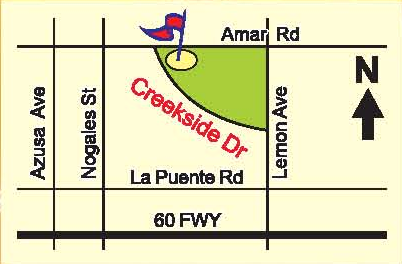 Amar Rd
N
Creekside Dr
Azusa Ave
Nogales St
Lemon Ave
La Puente Rd
60 FWY